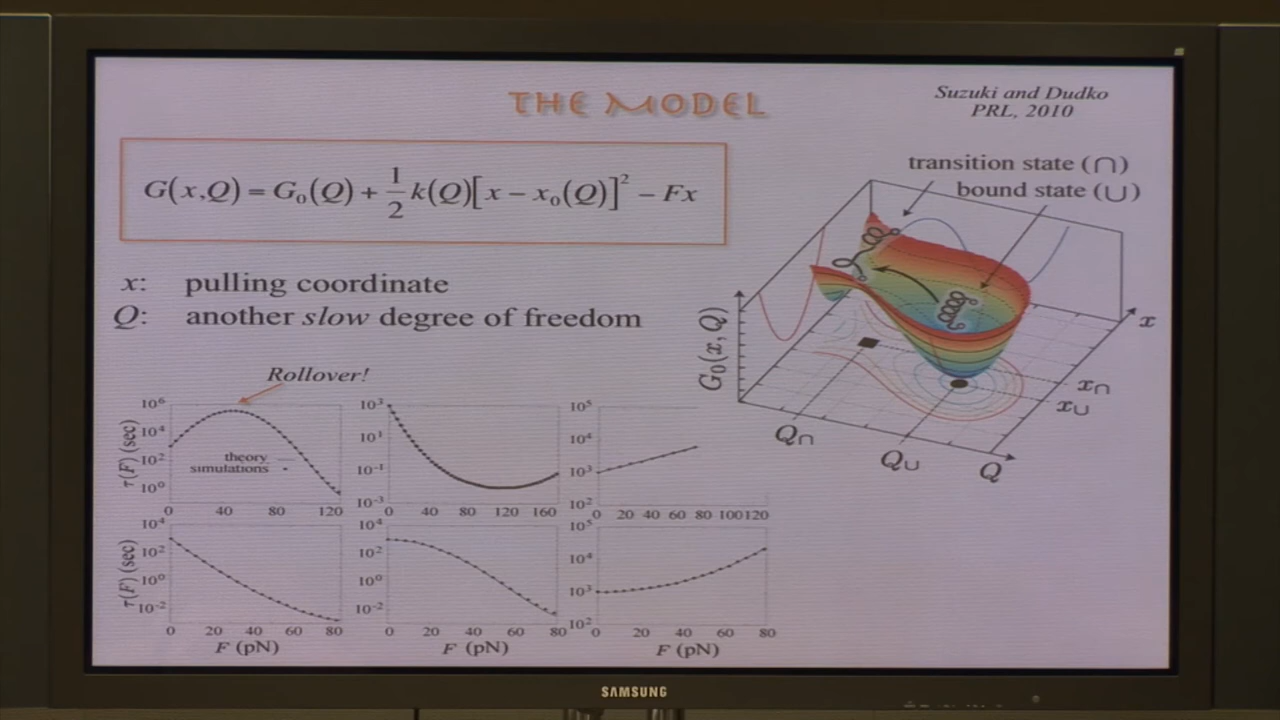 THE MODEL
Suzuki and Dudko
PRL, 2010
G(x,Q) = G₀(Q) + 1/2 k(Q)[x − x₀(Q)]² − Fx
transition state (∩)
bound state (∪)
x: pulling coordinate
Q: another slow degree of freedom
G₀(x, Q)
x
x∩
x∪
Q∩
Q∪
Q
Rollover!
τ(F) (sec)
10⁶
10⁴
10²
10⁰
theory
simulations
0 40 80 120
10³
10¹
10⁻¹
10⁻³
0 40 80 120 160
10⁵
10⁴
10³
10²
0 20 40 60 80 100 120
τ(F) (sec)
10⁴
10²
10⁰
10⁻²
0 20 40 60 80
F (pN)
10⁴
10²
10⁰
10⁻²
0 20 40 60 80
F (pN)
10⁵
10⁴
10³
10²
0 20 40 60 80
F (pN)
SAMSUNG